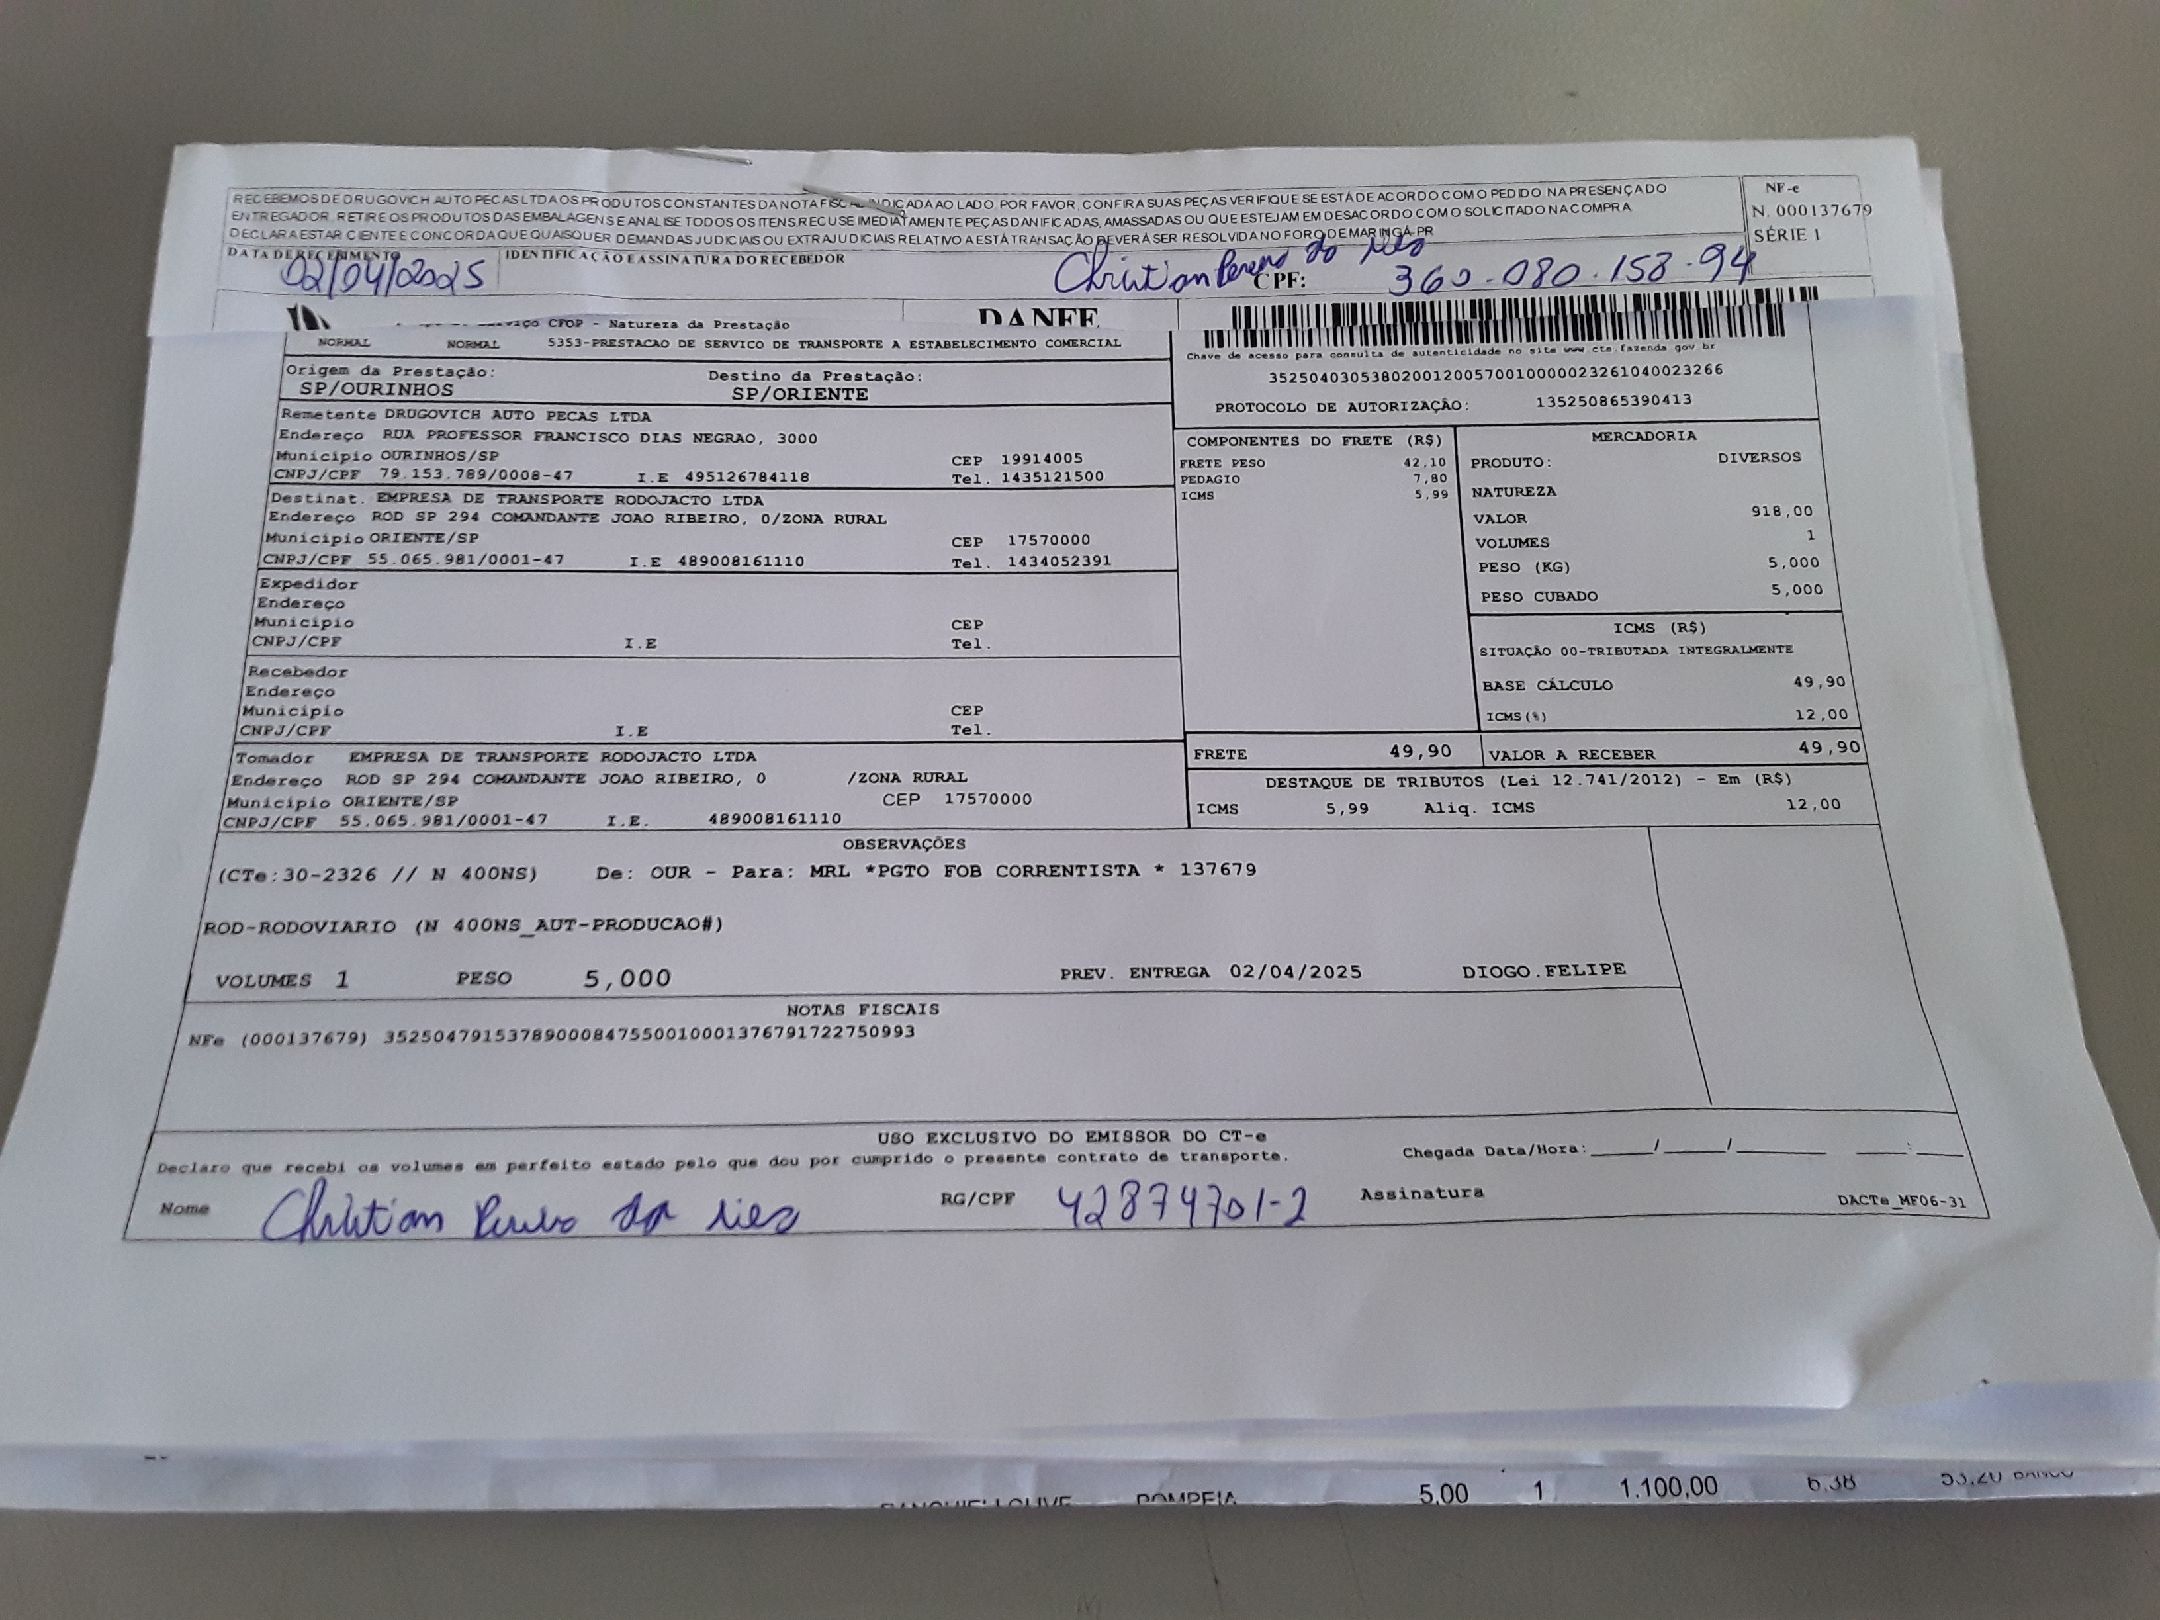 RECEBEMOS DE DRUGOVICH AUTO PECAS LTDA OS PRODUTOS CONSTANTES DA NOTA FISCAL INDICADA AO LADO. POR FAVOR, CONFIRA SUAS PEÇAS VERIFIQUE SE ESTÁ DE ACORDO COM O PEDIDO NA PRESENÇA DO
ENTREGADOR, RETIRE OS PRODUTOS DAS EMBALAGENS E ANALISE TODOS OS ITENS, RECUSE IMEDIATAMENTE PEÇAS DANIFICADAS, AMASSADAS OU QUE ESTEJAM EM DESACORDO COM O SOLICITADO NA COMPRA.
DECLARA ESTAR CIENTE E CONCORDA QUE QUAISQUER DEMANDAS JUDICIAIS OU EXTRAJUDICIAIS RELATIVO A ESTÁ TRANSAÇÃO DEVERÁ SER RESOLVIDA NO FORO DE MARINGÁ-PR
NF-e
N. 000137679
SÉRIE 1
DATA DE RECEBIMENTO IDENTIFICAÇÃO E ASSINATURA DO RECEBEDOR
02/04/2025 Christian CPF: 360.080.158-94
DANFE
CFOP - Natureza da Prestação
NORMAL NORMAL 5353-PRESTACAO DE SERVICO DE TRANSPORTE A ESTABELECIMENTO COMERCIAL
Chave de acesso para consulta de autenticidade no site www.cte.fazenda.gov.br
35250403053802001200570010000023261040023266
PROTOCOLO DE AUTORIZAÇÃO: 135250865390413
Origem da Prestação: Destino da Prestação:
SP/OURINHOS SP/ORIENTE
Remetente DRUGOVICH AUTO PECAS LTDA
Endereço RUA PROFESSOR FRANCISCO DIAS NEGRAO, 3000
Município OURINHOS/SP CEP 19914005
CNPJ/CPF 79.153.789/0008-47 I.E 495126784118 Tel. 1435121500
Destinat. EMPRESA DE TRANSPORTE RODOJACTO LTDA
Endereço ROD SP 294 COMANDANTE JOAO RIBEIRO, 0/ZONA RURAL
Município ORIENTE/SP CEP 17570000
CNPJ/CPF 55.065.981/0001-47 I.E 489008161110 Tel. 1434052391
Expedidor
Endereço
Município CEP
CNPJ/CPF I.E Tel.
Recebedor
Endereço
Município CEP
CNPJ/CPF I.E Tel.
Tomador EMPRESA DE TRANSPORTE RODOJACTO LTDA
Endereço ROD SP 294 COMANDANTE JOAO RIBEIRO, 0 /ZONA RURAL
Município ORIENTE/SP CEP 17570000
CNPJ/CPF 55.065.981/0001-47 I.E. 489008161110
COMPONENTES DO FRETE (R$)
FRETE PESO 42,10
PEDAGIO 7,80
ICMS 5,99
MERCADORIA
PRODUTO: DIVERSOS
NATUREZA
VALOR 918,00
VOLUMES 1
PESO (KG) 5,000
PESO CUBADO 5,000
ICMS (R$)
SITUAÇÃO 00-TRIBUTADA INTEGRALMENTE
BASE CÁLCULO 49,90
ICMS(%) 12,00
FRETE 49,90 VALOR A RECEBER 49,90
DESTAQUE DE TRIBUTOS (Lei 12.741/2012) - Em (R$)
ICMS 5,99 Aliq. ICMS 12,00
OBSERVAÇÕES
(CTe:30-2326 // N 400NS) De: OUR - Para: MRL *PGTO FOB CORRENTISTA * 137679
ROD-RODOVIARIO (N 400NS_AUT-PRODUCAO#)
VOLUMES 1 PESO 5,000 PREV. ENTREGA 02/04/2025 DIOGO.FELIPE
NOTAS FISCAIS
NFe (000137679) 35250479153789000847550010001376791722750993
USO EXCLUSIVO DO EMISSOR DO CT-e
Declaro que recebi os volumes em perfeito estado pelo que dou por cumprido o presente contrato de transporte. Chegada Data/Hora:____/____/______ ____:____
Nome Christian RG/CPF 42874701-2 Assinatura DACTe_MF06-31
POMPEIA 5,00 1 1.100,00 6,38 53,20 BANCO